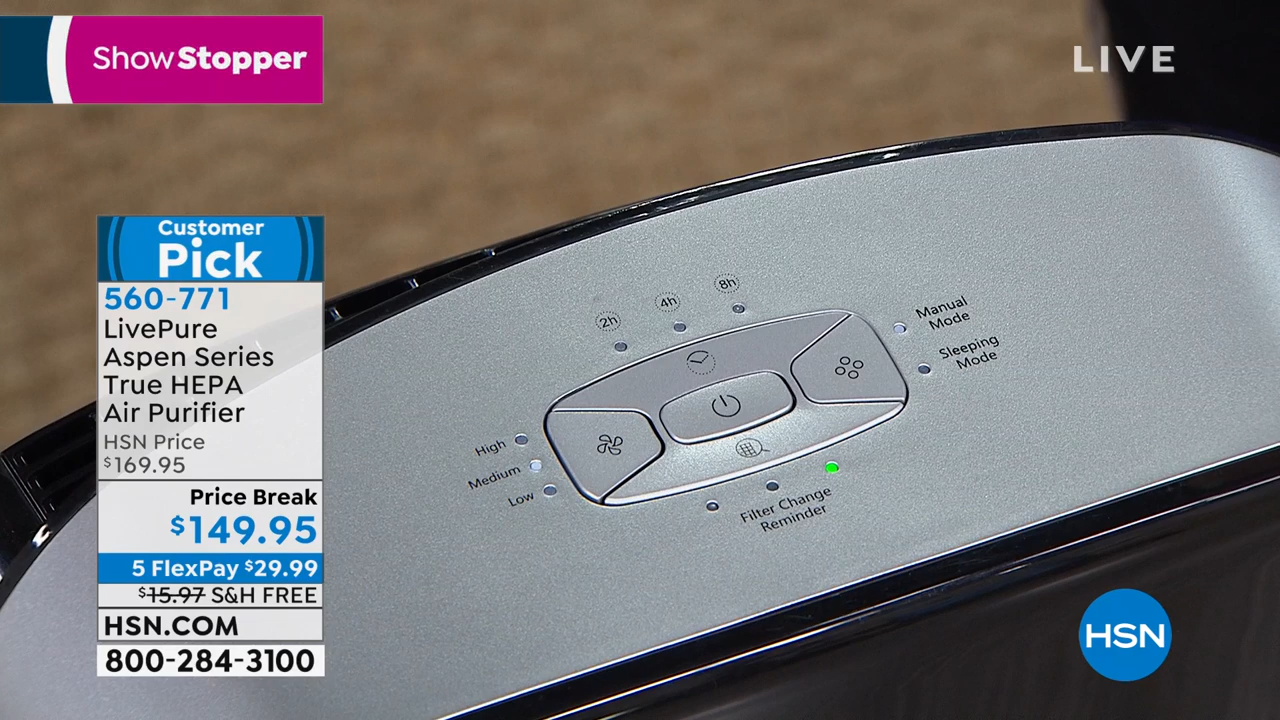 ShowStopper
LIVE
Customer
Pick
560-771
LivePure
Aspen Series
True HEPA
Air Purifier
HSN Price
$169.95
Price Break
$149.95
5 FlexPay $29.99
$15.97 S&H FREE
HSN.COM
800-284-3100
2h
4h
8h
Manual
Mode
Sleeping
Mode
High
Medium
Low
Filter Change
Reminder
HSN